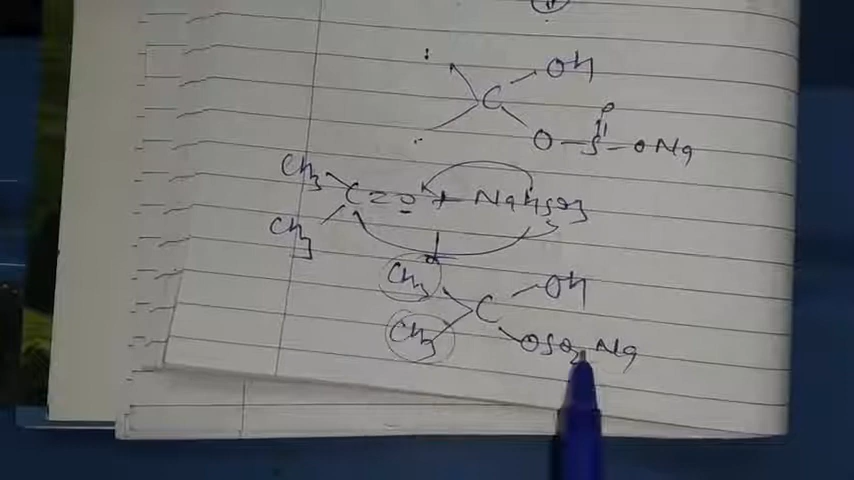 OH
C
O
O-S-ONa
CH3
C=O + NaHSO3
CH3
CH3 OH
C
CH3 OSO2Na